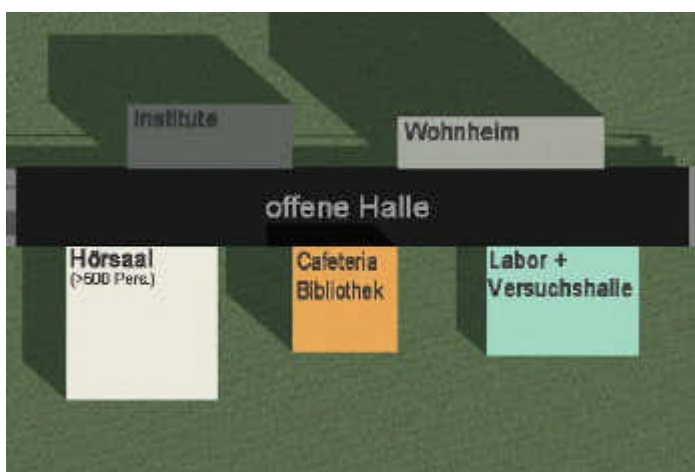 Institute
Wohnheim
offene Halle
Hörsaal
(>500 Pers.)
Cafeteria
Bibliothek
Labor +
Versuchshalle